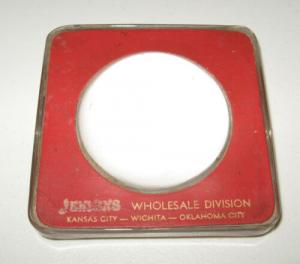 JENKINS WHOLESALE DIVISION
KANSAS CITY — WICHITA — OKLAHOMA CITY